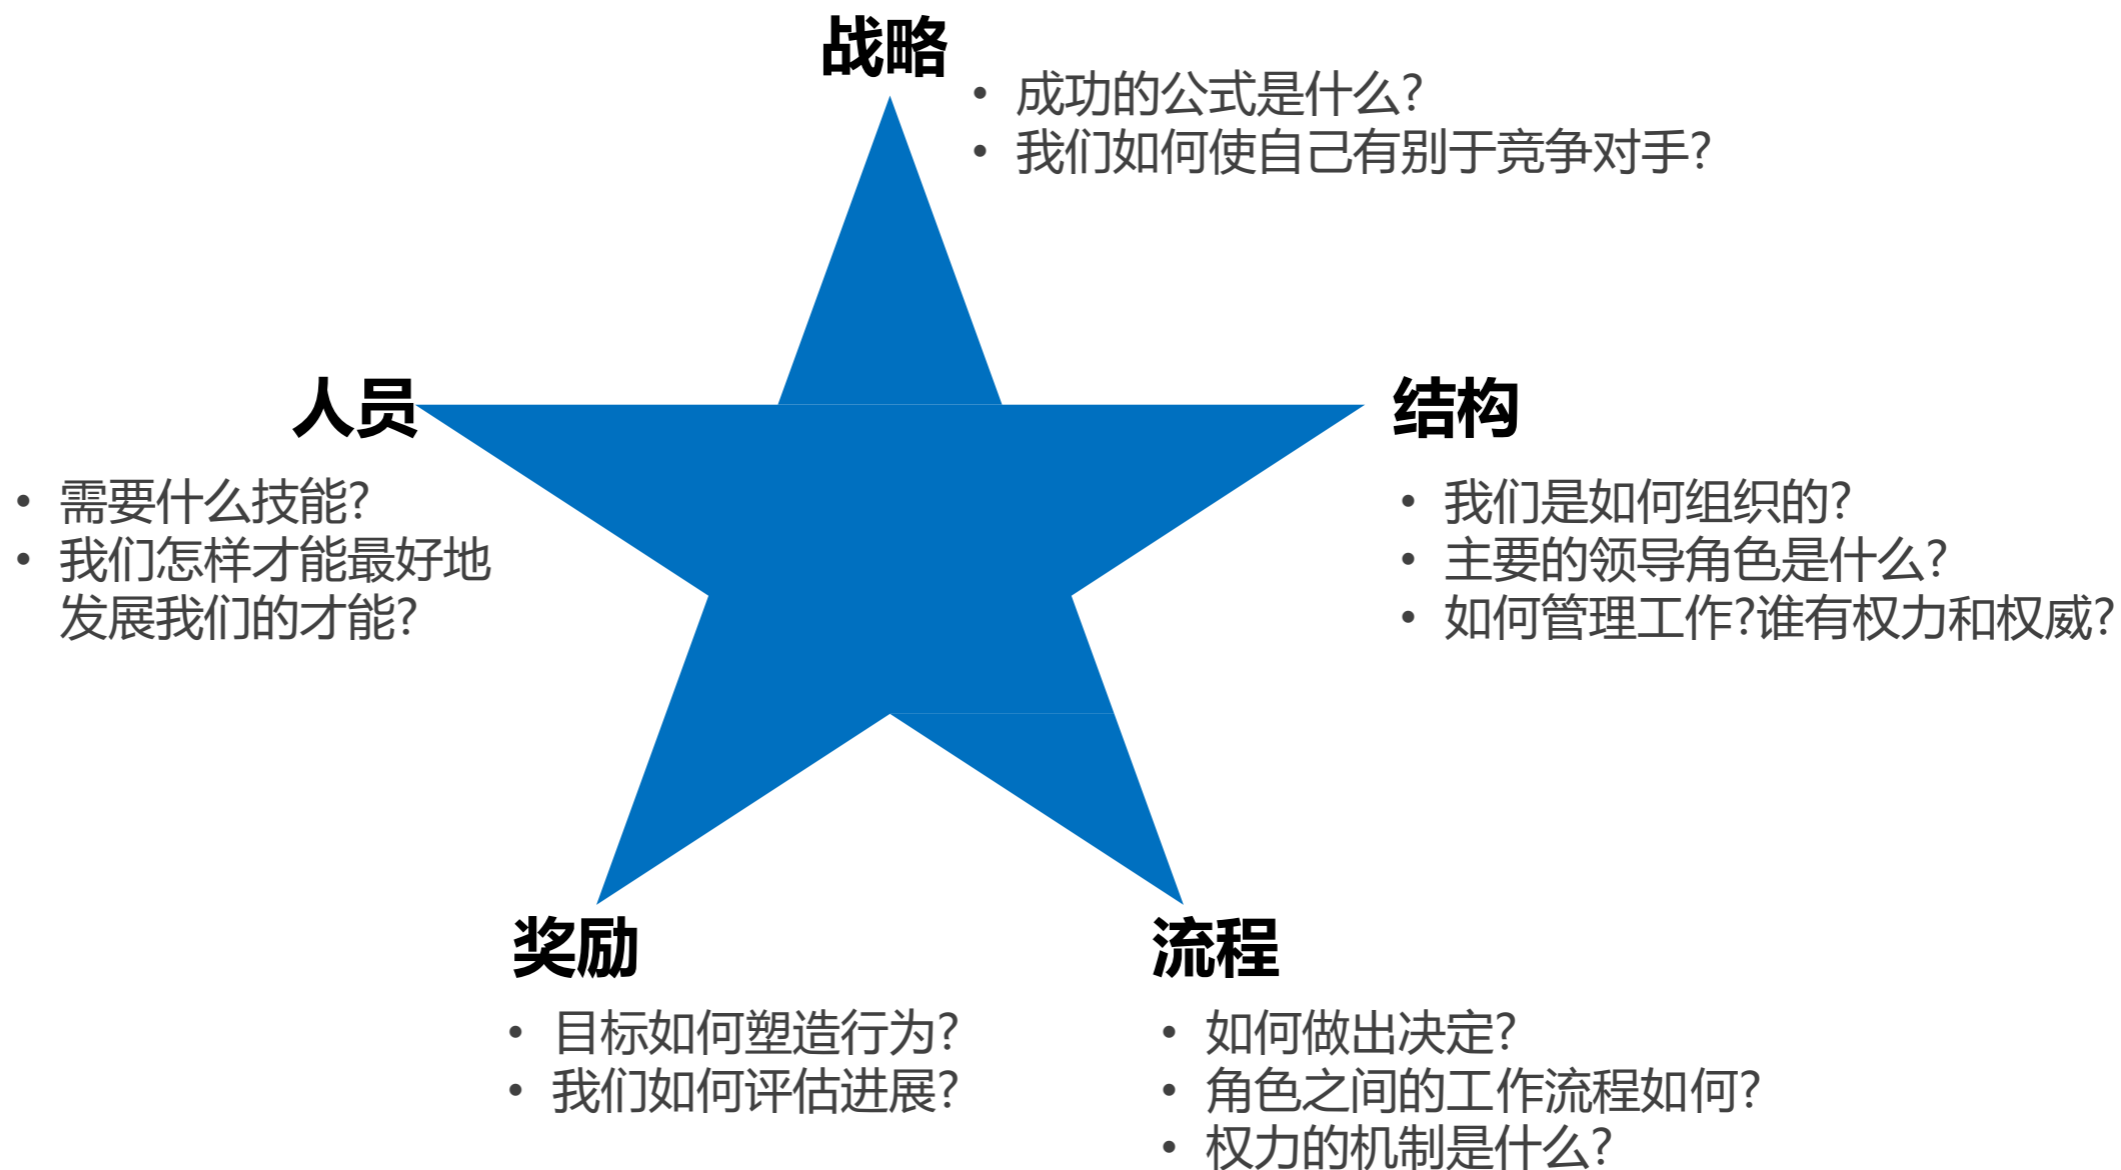 战略
• 成功的公式是什么?
• 我们如何使自己有别于竞争对手?
人员
• 需要什么技能?
• 我们怎样才能最好地
发展我们的才能?
结构
• 我们是如何组织的?
• 主要的领导角色是什么?
• 如何管理工作?谁有权力和权威?
奖励
• 目标如何塑造行为?
• 我们如何评估进展?
流程
• 如何做出决定?
• 角色之间的工作流程如何?
• 权力的机制是什么?